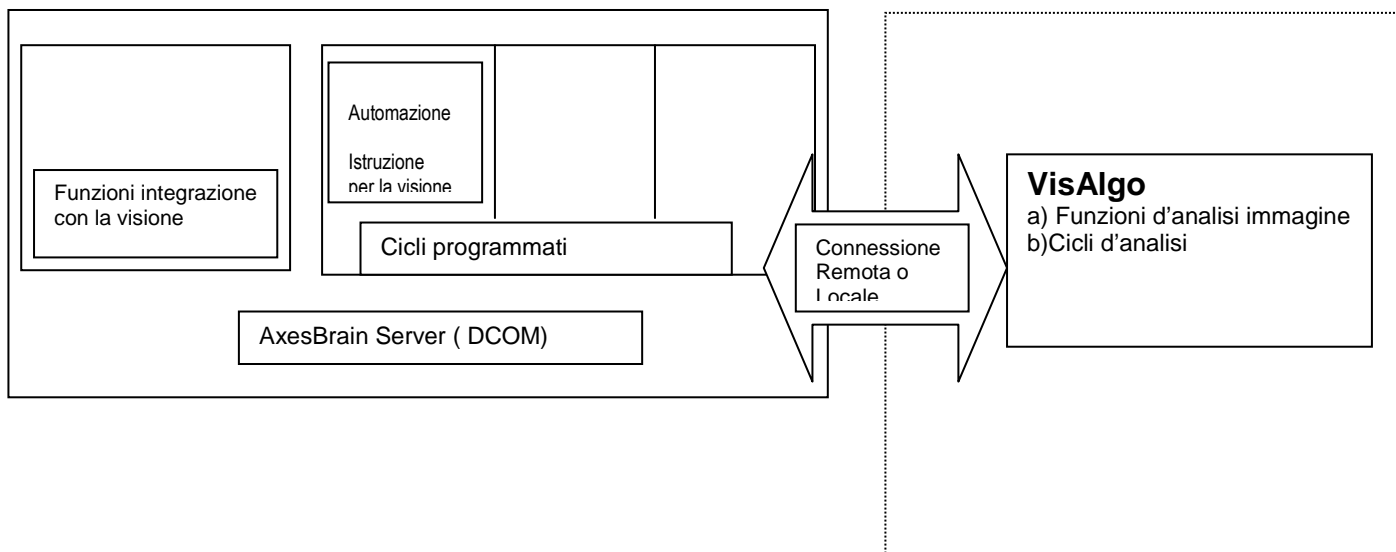 Automazione
Istruzione
per la visione
Funzioni integrazione
con la visione
Cicli programmati
AxesBrain Server ( DCOM)
Connessione
Remota o
Locale
VisAlgo
a) Funzioni d’analisi immagine
b)Cicli d’analisi